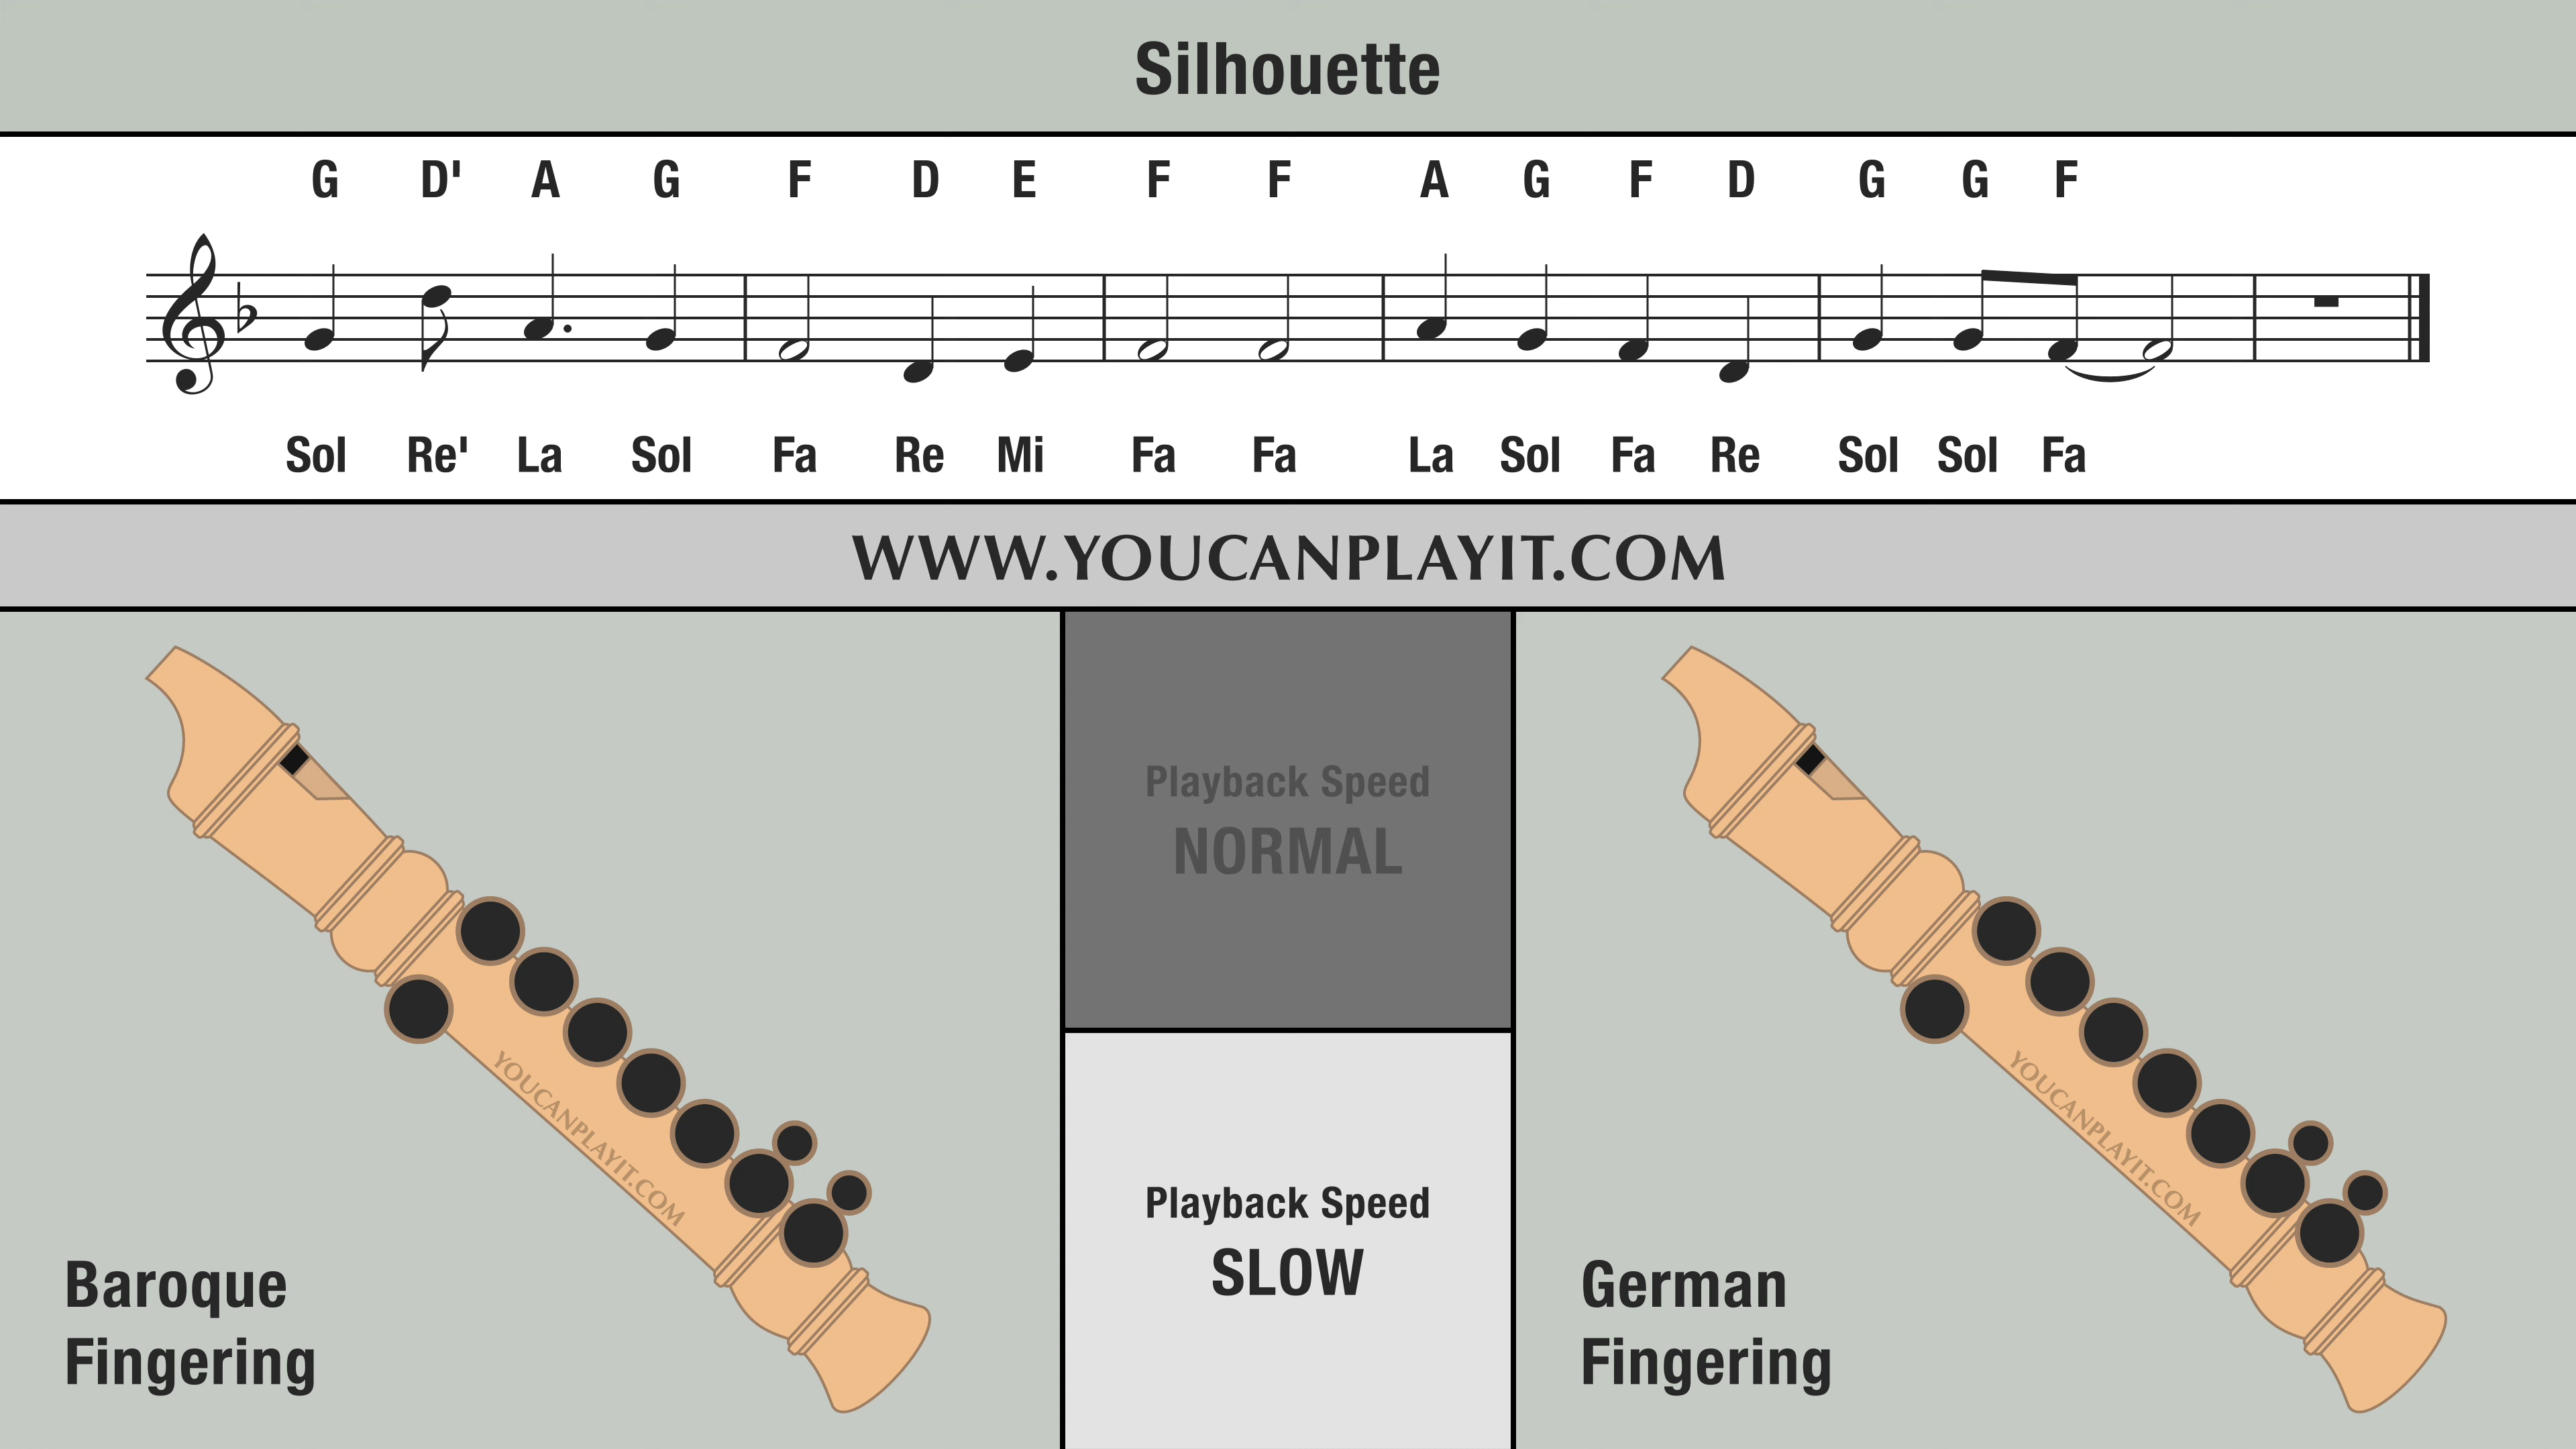 Silhouette
G D' A G F D E F F A G F D G G F
Sol Re' La Sol Fa Re Mi Fa Fa La Sol Fa Re Sol Sol Fa
WWW.YOUCANPLAYIT.COM
YOUCANPLAYIT.COM
Baroque
Fingering
Playback Speed
NORMAL
Playback Speed
SLOW
YOUCANPLAYIT.COM
German
Fingering